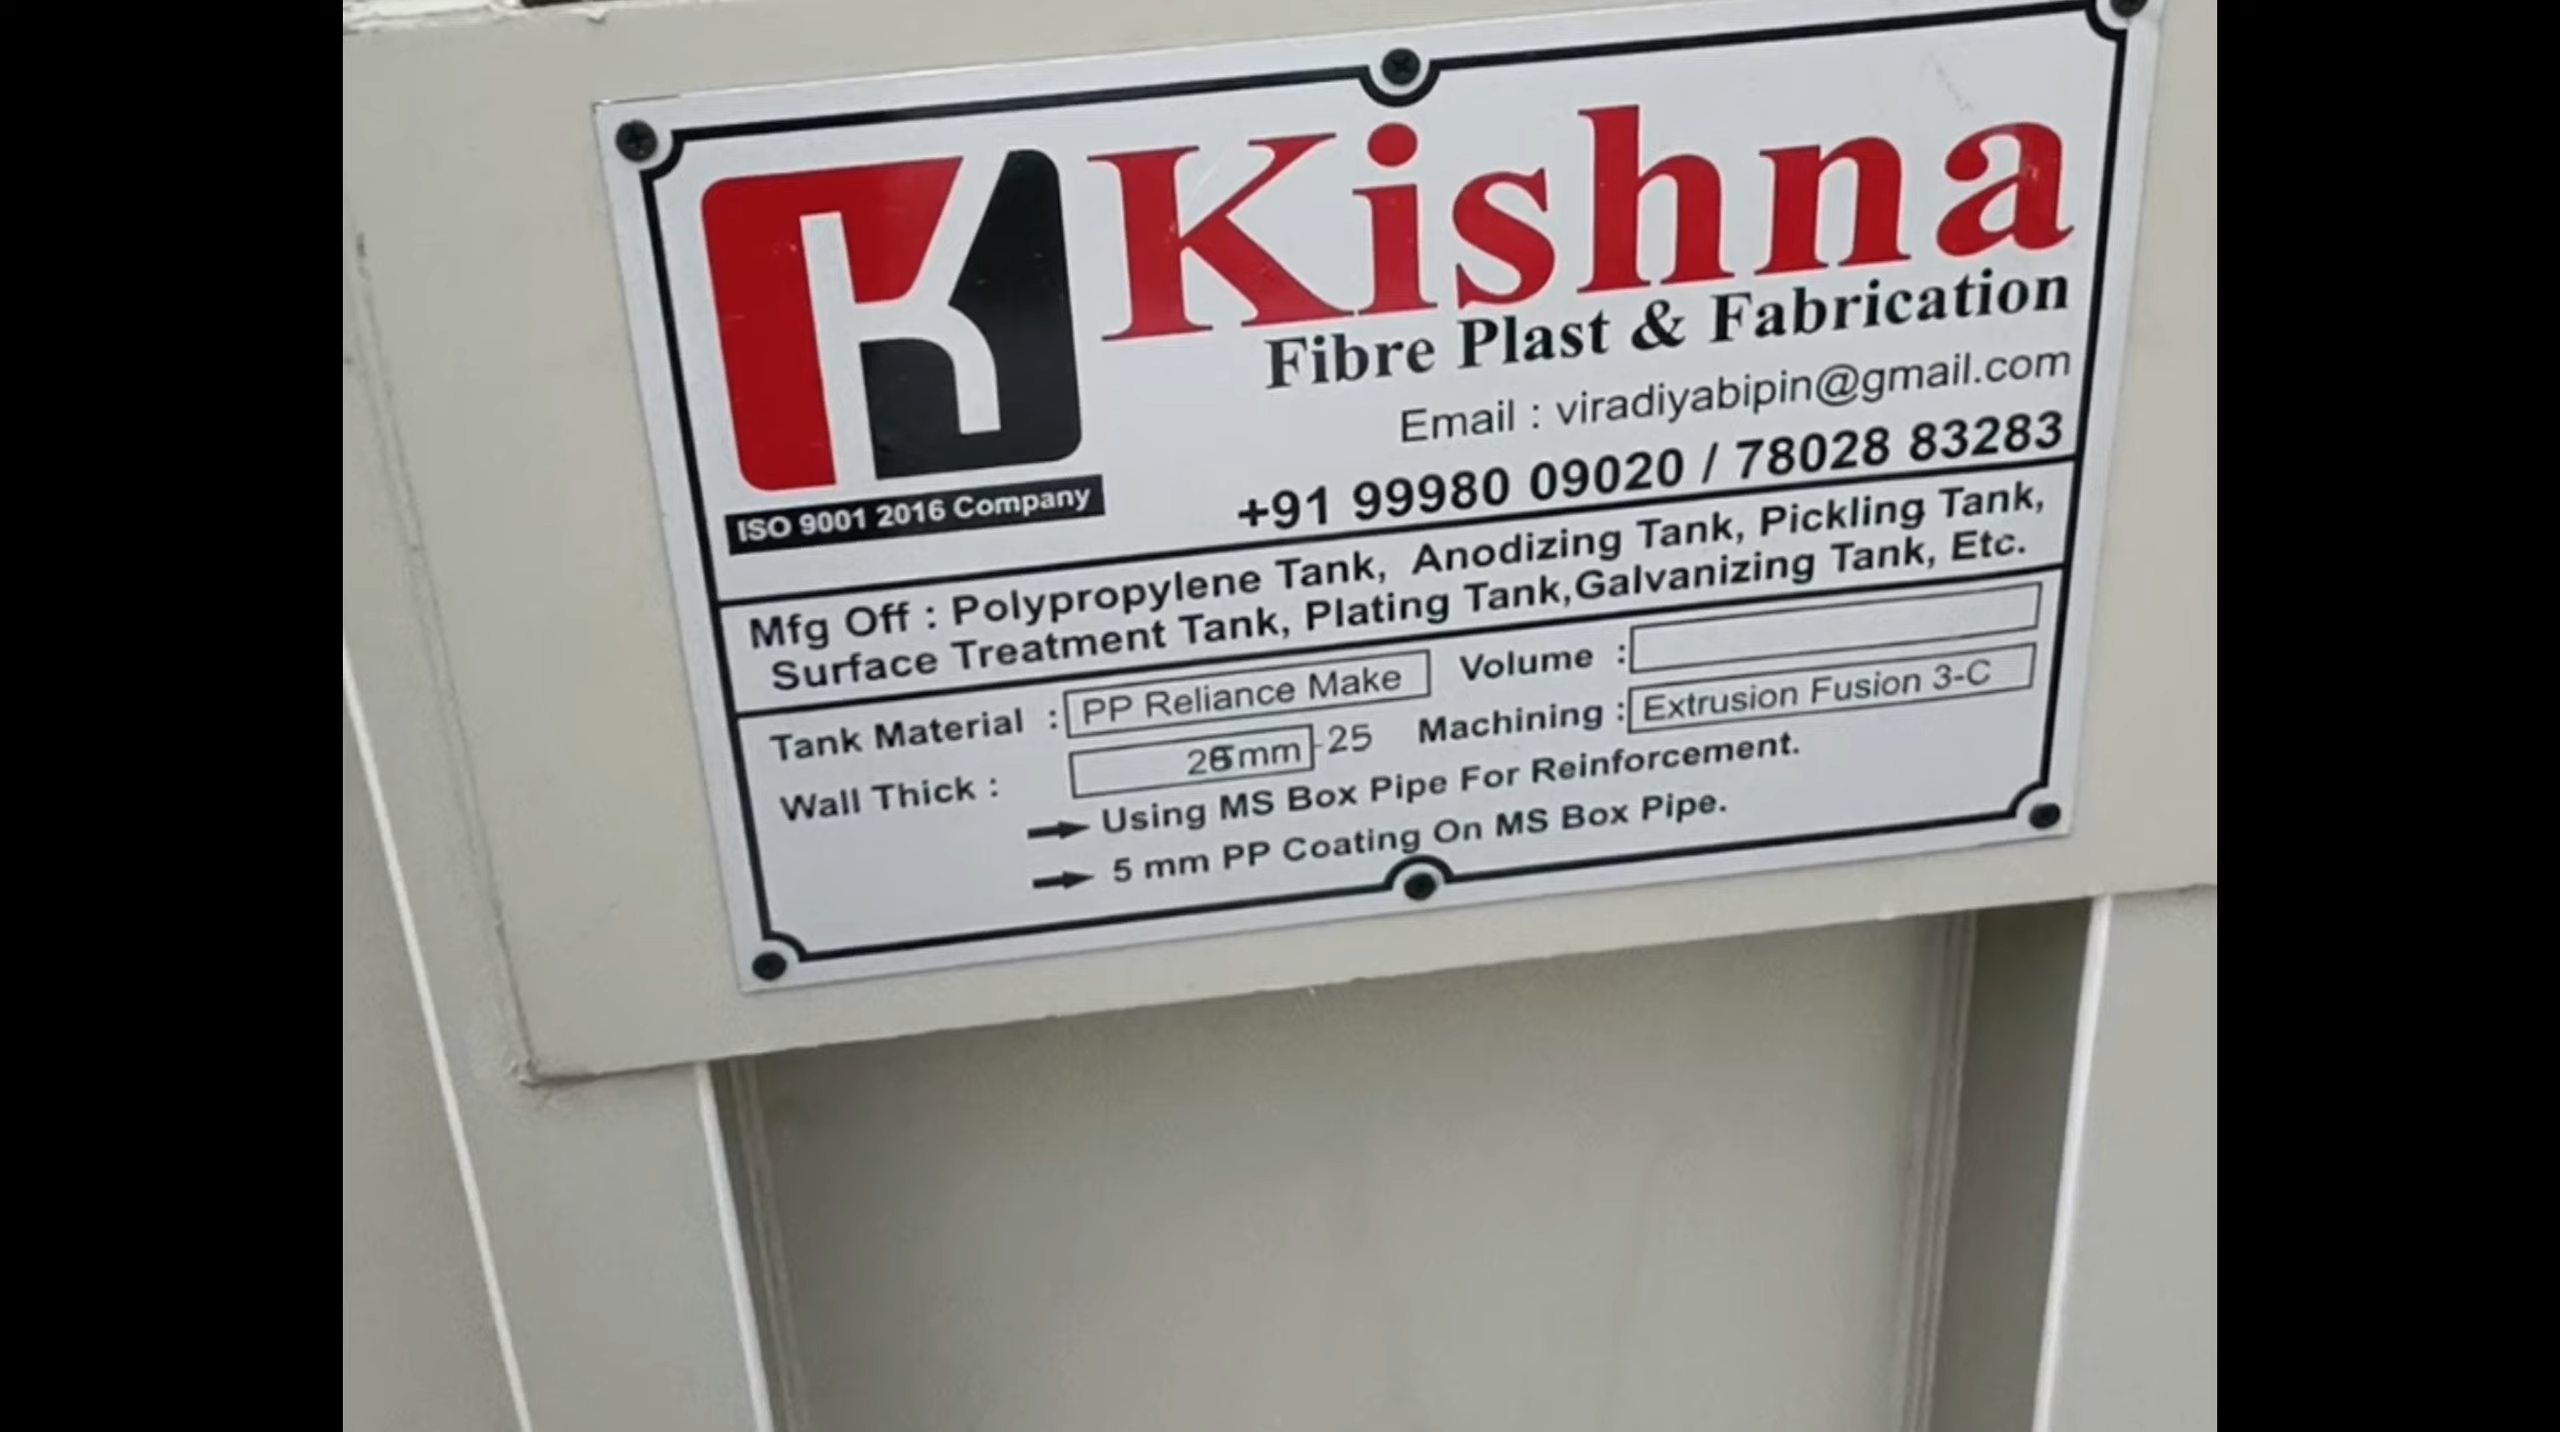 Kishna
Fibre Plast & Fabrication
Email : viradiyabipin@gmail.com
+91 99980 09020 / 78028 83283
ISO 9001 2016 Company
Mfg Off : Polypropylene Tank, Anodizing Tank, Pickling Tank,
Surface Treatment Tank, Plating Tank,Galvanizing Tank, Etc.
Tank Material : PP Reliance Make Volume :
Wall Thick : mm 25 Machining : Extrusion Fusion 3-C
Using MS Box Pipe For Reinforcement.
5 mm PP Coating On MS Box Pipe.